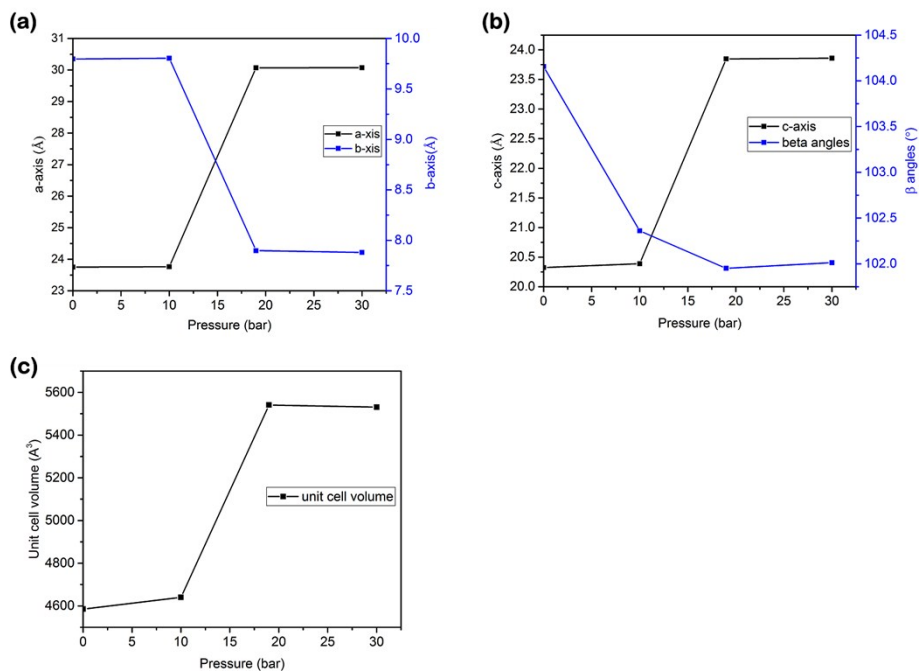 (a)
31
30
29
28
27
26
25
24
23
a-axis (Å)
10.0
9.5
9.0
8.5
8.0
7.5
b-axis(Å)
a-xis
b-xis
0 5 10 15 20 25 30
Pressure (bar)
(b)
24.0
23.5
23.0
22.5
22.0
21.5
21.0
20.5
20.0
c-axis (Å)
104.5
104.0
103.5
103.0
102.5
102.0
β angles (°)
c-axis
beta angles
0 5 10 15 20 25 30
Pressure (bar)
(c)
5600
5400
5200
5000
4800
4600
Unit cell volume (A³)
unit cell volume
0 5 10 15 20 25 30
Pressure (bar)